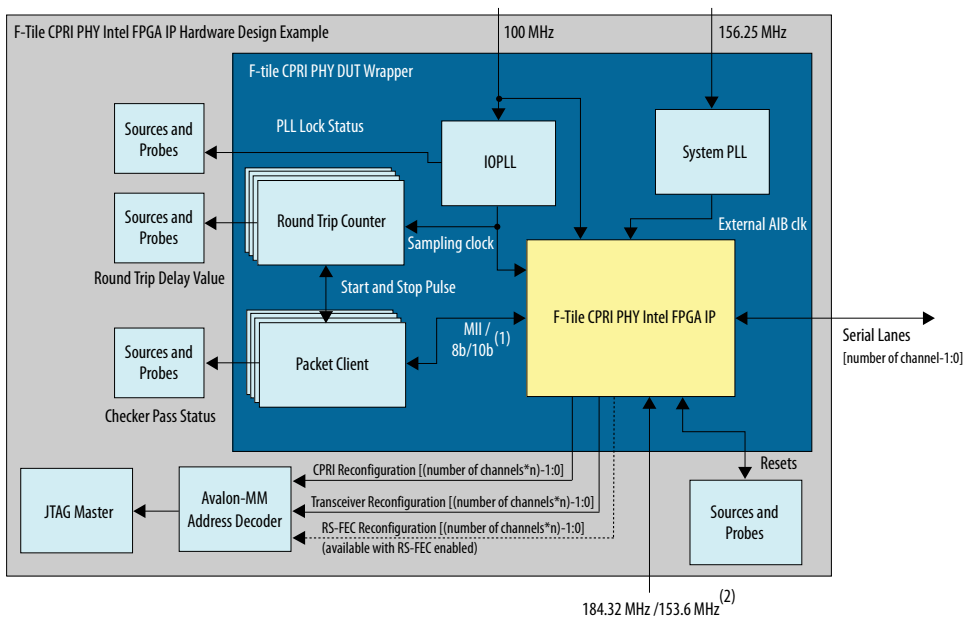 F-Tile CPRI PHY Intel FPGA IP Hardware Design Example
100 MHz
156.25 MHz
F-tile CPRI PHY DUT Wrapper
Sources and
Probes
PLL Lock Status
IOPLL
System PLL
Sources and
Probes
Round Trip Delay Value
Round Trip Counter
Sampling clock
External AIB clk
Start and Stop Pulse
F-Tile CPRI PHY Intel FPGA IP
MII /
8b/10b (1)
Serial Lanes
[number of channel-1:0]
Sources and
Probes
Checker Pass Status
Packet Client
CPRI Reconfiguration [(number of channels*n)-1:0]
Transceiver Reconfiguration [(number of channels*n)-1:0]
RS-FEC Reconfiguration [(number of channels*n)-1:0]
(available with RS-FEC enabled)
JTAG Master
Avalon-MM
Address Decoder
Resets
Sources and
Probes
184.32 MHz /153.6 MHz (2)